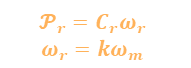 𝓟ᵣ = Cᵣωᵣ
ωᵣ = kωₘ